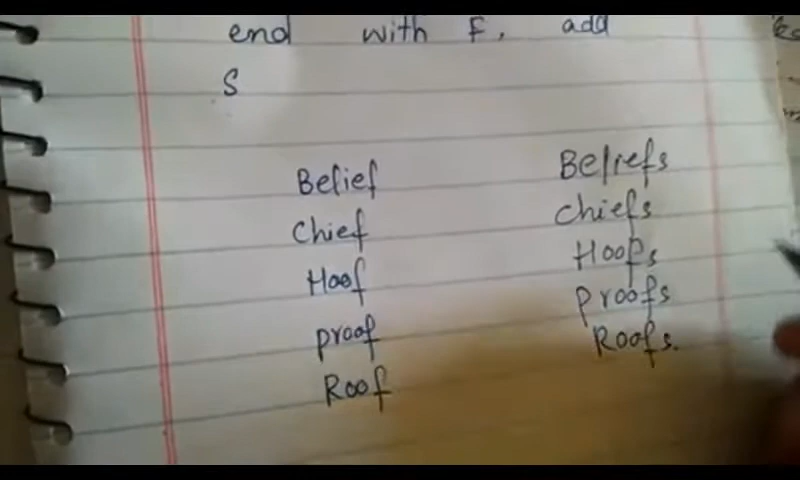 end with F, add
S
Belief Beliefs
Chief Chiefs
Hoof Hoofs
proof proofs
Roof Roofs.